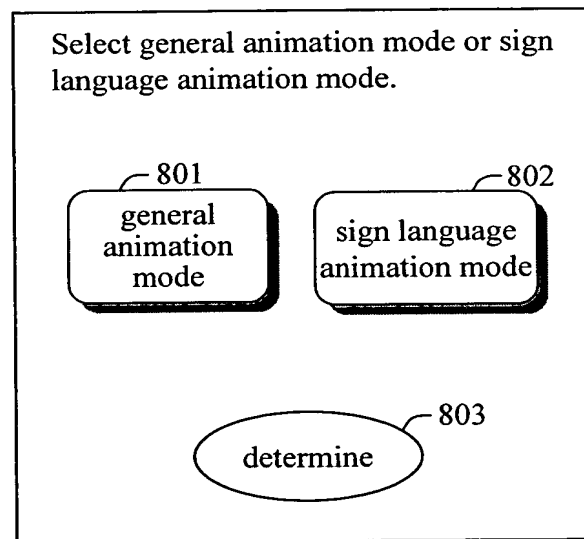 Select general animation mode or sign
language animation mode.
801
general
animation
mode
802
sign language
animation mode
803
determine